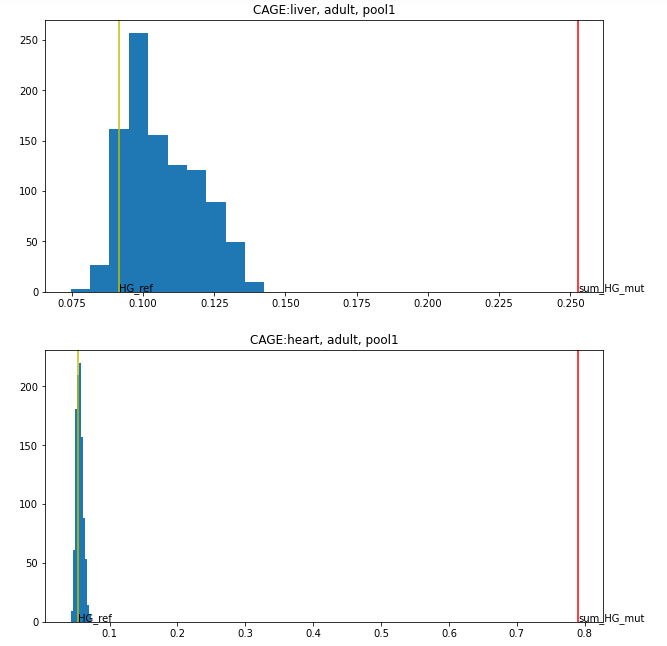 CAGE:liver, adult, pool1
250
200
150
100
50
0
HG_ref
sum_HG_mut
0.075 0.100 0.125 0.150 0.175 0.200 0.225 0.250
CAGE:heart, adult, pool1
200
150
100
50
0
HG_ref
sum_HG_mut
0.1 0.2 0.3 0.4 0.5 0.6 0.7 0.8